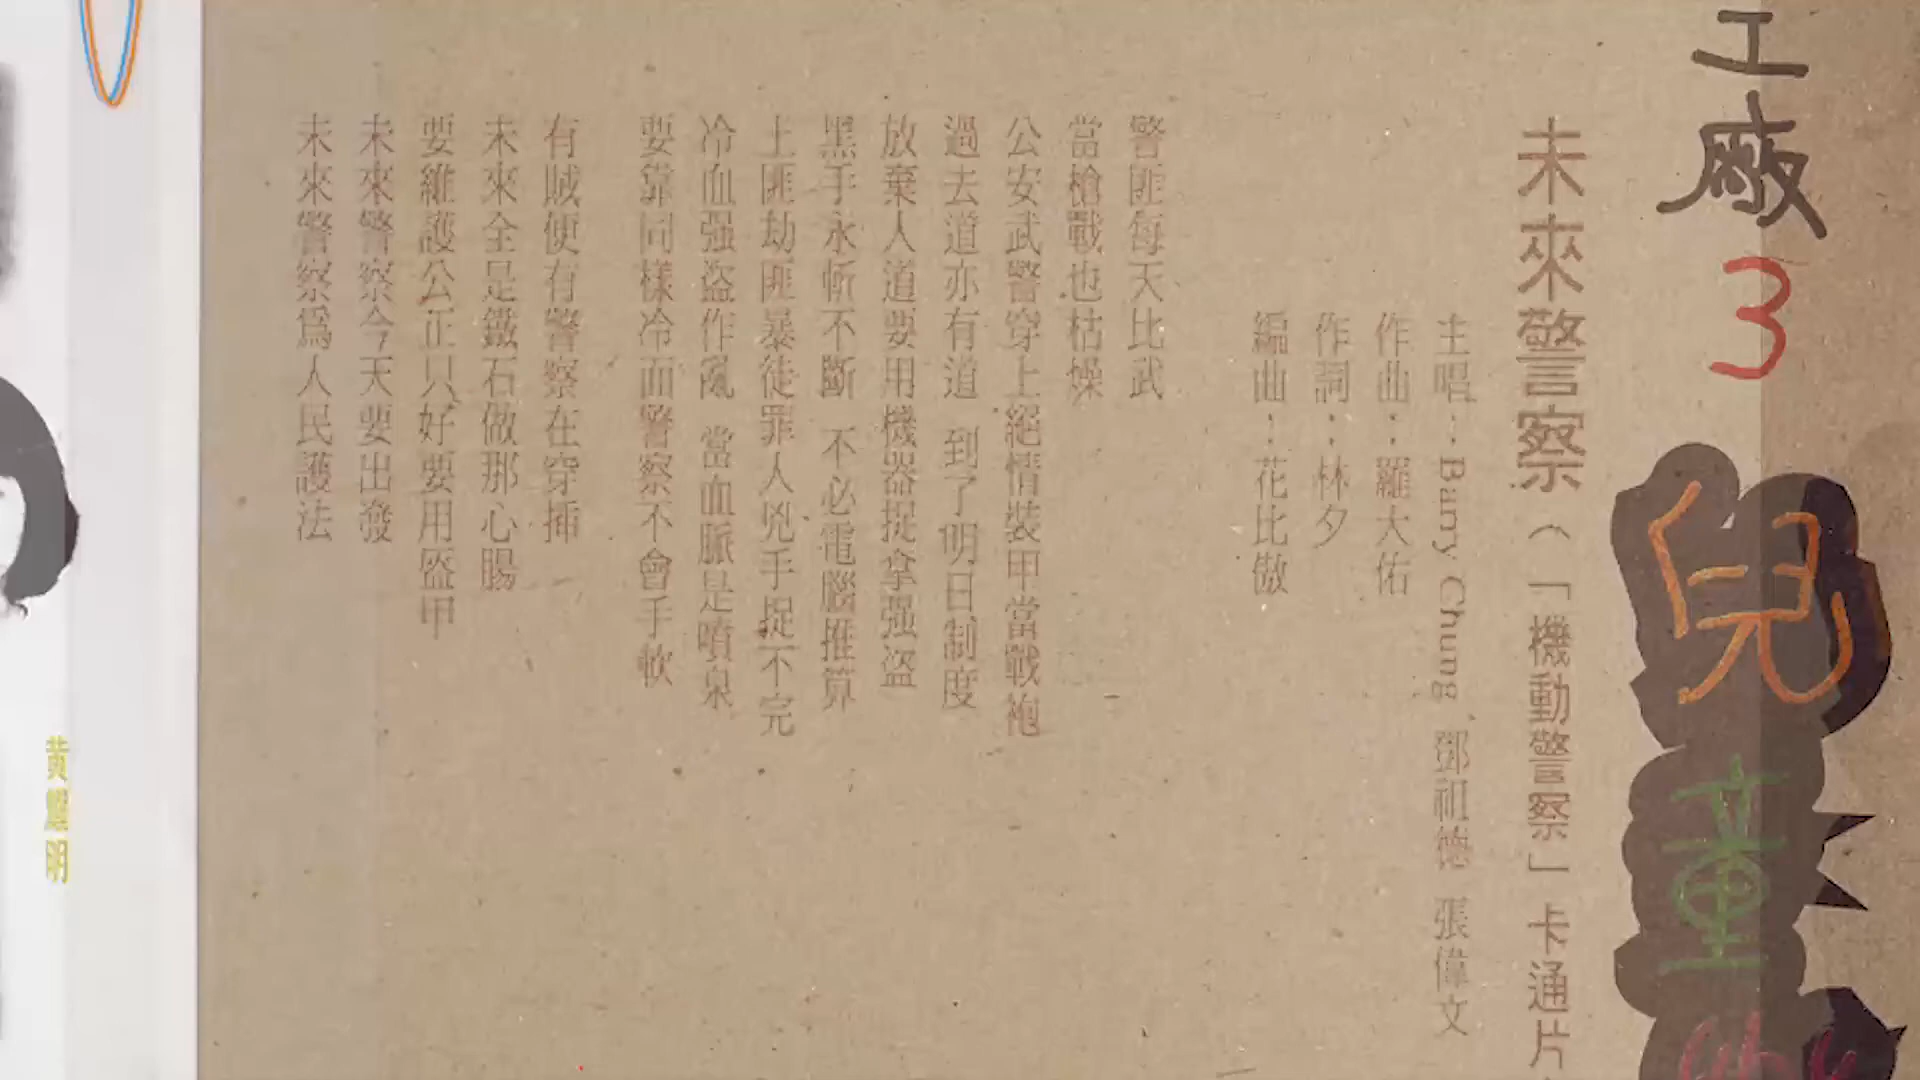 工廠
3
兒童
未來警察（「機動警察」卡通片
主唱：Bunny Chung 鄧祖德 張偉文
作曲：羅大佑
作詞：林夕
編曲：花比傲
警匪每天比武
當槍戰也枯燥
公安武警穿上絕情裝甲當戰袍
過去道亦有道 到了明日制度
放棄人道要用機器捉拿强盜
黑手永斬不斷 不必電腦推算
上匪劫匪暴徒罪人兇手捉不完
冷血强盜作亂 當血脈是噴泉
要靠同樣冷面警察不會手軟
有賊便有警察在穿插
未來全是鐵石做那心腸
要維護公正只好要用盔甲
未來警察今天要出發
未來警察爲人民護法
黃耀明